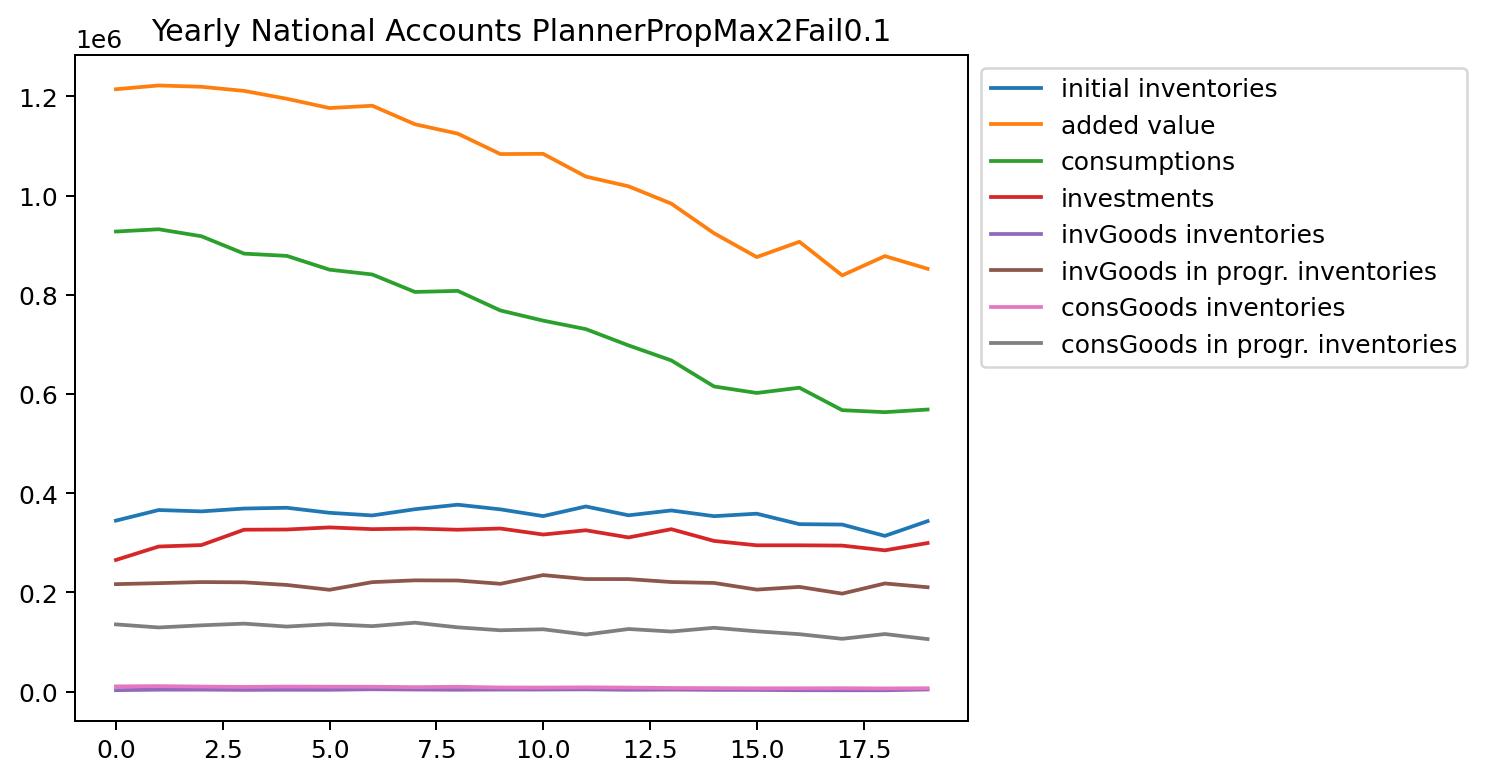 Yearly National Accounts PlannerPropMax2Fail0.1
1e6
1.2
1.0
0.8
0.6
0.4
0.2
0.0
0.0 2.5 5.0 7.5 10.0 12.5 15.0 17.5
initial inventories
added value
consumptions
investments
invGoods inventories
invGoods in progr. inventories
consGoods inventories
consGoods in progr. inventories